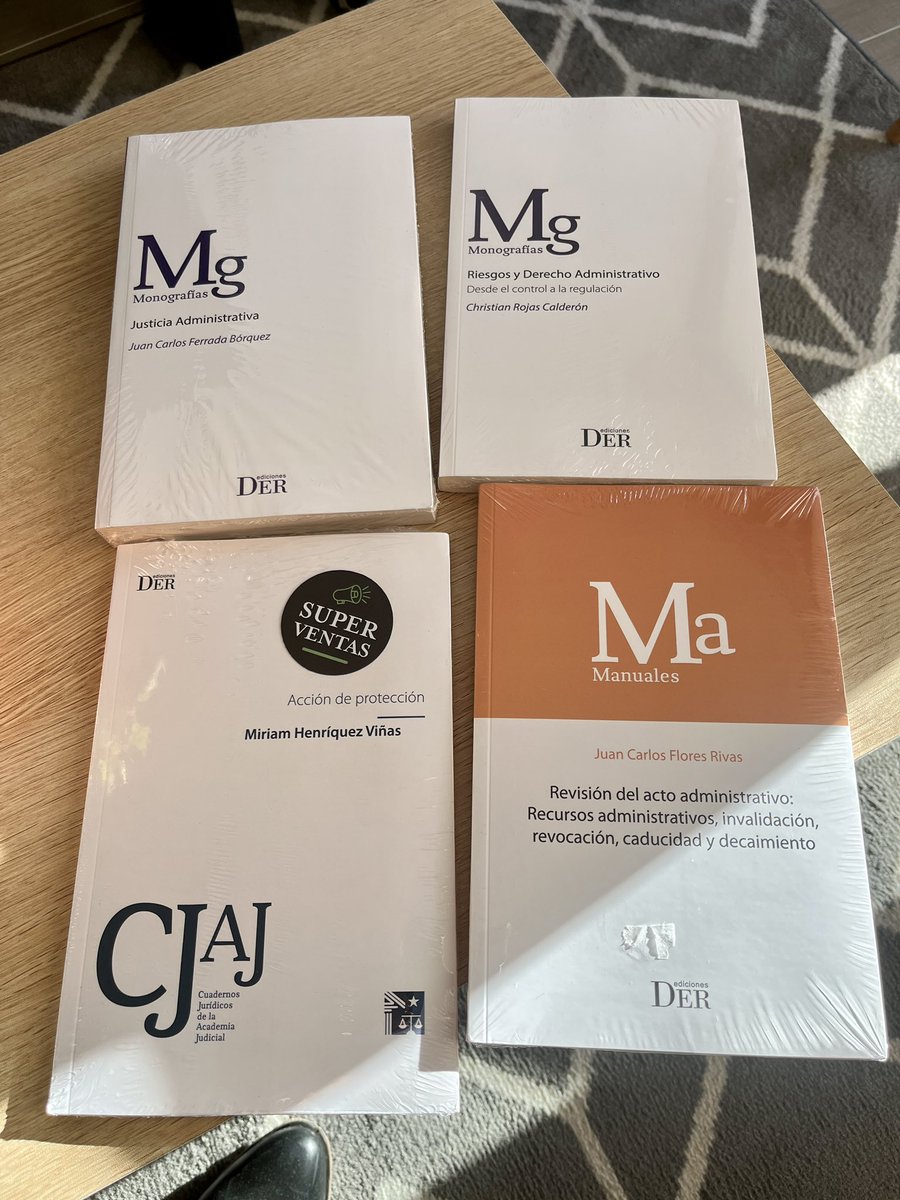 Mg
Monografías
Justicia Administrativa
Juan Carlos Ferrada Bórquez
ediciones
DER
Mg
Monografías
Riesgos y Derecho Administrativo
Desde el control a la regulación
Christian Rojas Calderón
ediciones
DER
ediciones
DER
SUPER
VENTAS
Acción de protección
Miriam Henríquez Viñas
CJAJ
Cuadernos
Jurídicos
de la
Academia
Judicial
Ma
Manuales
Juan Carlos Flores Rivas
Revisión del acto administrativo:
Recursos administrativos, invalidación,
revocación, caducidad y decaimiento
ediciones
DER